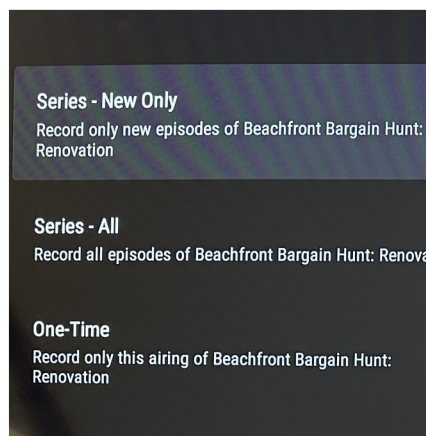 Series - New Only
Record only new episodes of Beachfront Bargain Hunt:
Renovation
Series - All
Record all episodes of Beachfront Bargain Hunt: Renova
One-Time
Record only this airing of Beachfront Bargain Hunt:
Renovation